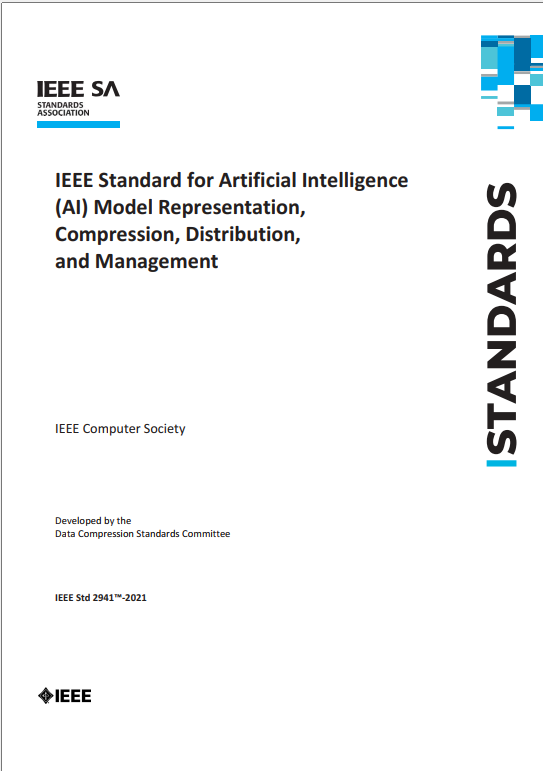 IEEE SA
STANDARDS
ASSOCIATION
IEEE Standard for Artificial Intelligence
(AI) Model Representation,
Compression, Distribution,
and Management
STANDARDS
IEEE Computer Society
Developed by the
Data Compression Standards Committee
IEEE Std 2941™-2021
IEEE